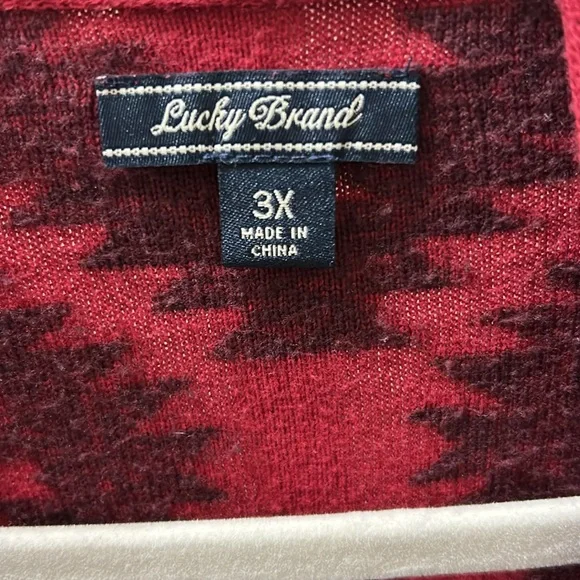 Lucky Brand
3X
MADE IN
CHINA